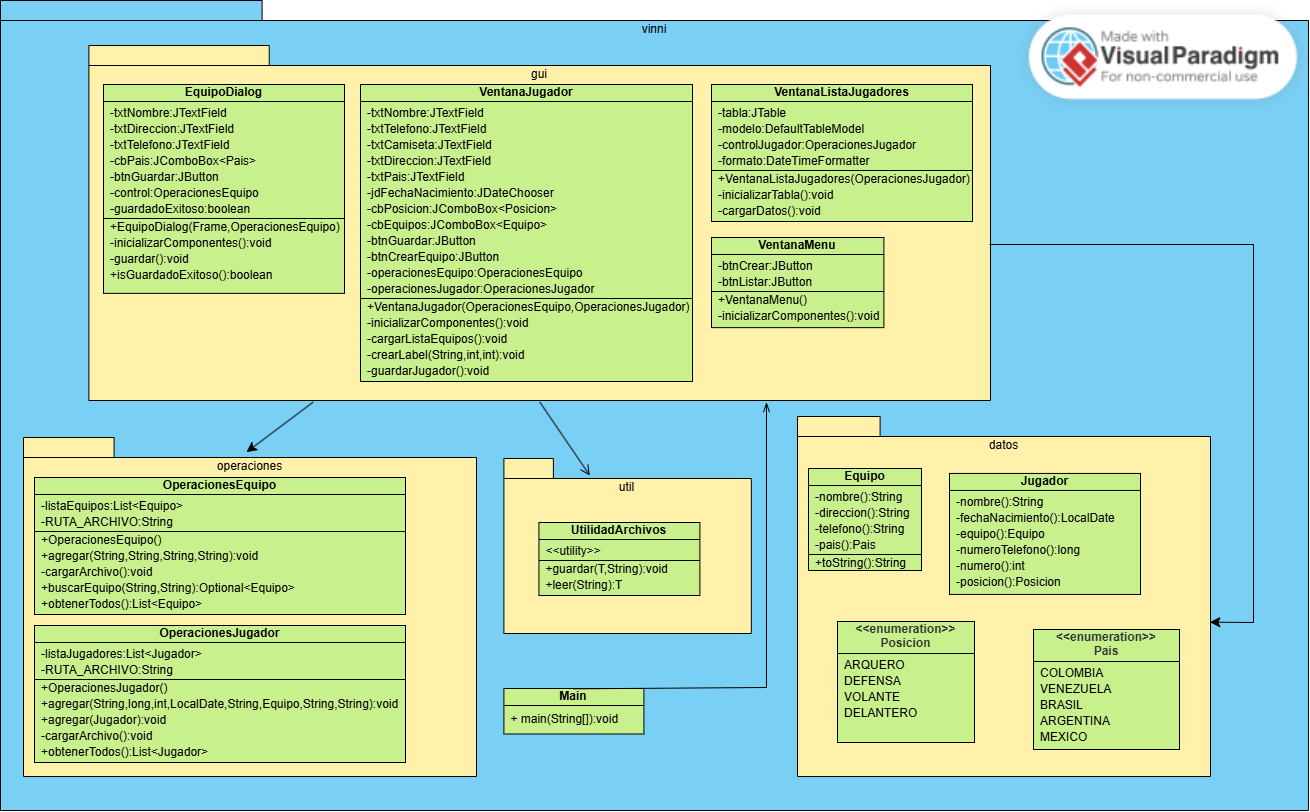 vinni
Made with
Visual Paradigm
For non-commercial use
gui
EquipoDialog
-txtNombre:JTextField
-txtDireccion:JTextField
-txtTelefono:JTextField
-cbPais:JComboBox<Pais>
-btnGuardar:JButton
-control:OperacionesEquipo
-guardadoExitoso:boolean
+EquipoDialog(Frame,OperacionesEquipo)
-inicializarComponentes():void
-guardar():void
+isGuardadoExitoso():boolean
VentanaJugador
-txtNombre:JTextField
-txtTelefono:JTextField
-txtCamiseta:JTextField
-txtDireccion:JTextField
-txtPais:JTextField
-jdFechaNacimiento:JDateChooser
-cbPosicion:JComboBox<Posicion>
-cbEquipos:JComboBox<Equipo>
-btnGuardar:JButton
-btnCrearEquipo:JButton
-operacionesEquipo:OperacionesEquipo
-operacionesJugador:OperacionesJugador
+VentanaJugador(OperacionesEquipo,OperacionesJugador)
-inicializarComponentes():void
-cargarListaEquipos():void
-crearLabel(String,int,int):void
-guardarJugador():void
VentanaListaJugadores
-tabla:JTable
-modelo:DefaultTableModel
-controlJugador:OperacionesJugador
-formato:DateTimeFormatter
+VentanaListaJugadores(OperacionesJugador)
-inicializarTabla():void
-cargarDatos():void
VentanaMenu
-btnCrear:JButton
-btnListar:JButton
+VentanaMenu()
-inicializarComponentes():void
operaciones
OperacionesEquipo
-listaEquipos:List<Equipo>
-RUTA_ARCHIVO:String
+OperacionesEquipo()
+agregar(String,String,String,String):void
-cargarArchivo():void
+buscarEquipo(String,String):Optional<Equipo>
+obtenerTodos():List<Equipo>
OperacionesJugador
-listaJugadores:List<Jugador>
-RUTA_ARCHIVO:String
+OperacionesJugador()
+agregar(String,long,int,LocalDate,String,Equipo,String,String):void
+agregar(Jugador):void
-cargarArchivo():void
+obtenerTodos():List<Jugador>
util
UtilidadArchivos
<<utility>>
+guardar(T,String):void
+leer(String):T
Main
+ main(String[]):void
datos
Equipo
-nombre():String
-direccion():String
-telefono():String
-pais():Pais
+toString():String
Jugador
-nombre():String
-fechaNacimiento():LocalDate
-equipo():Equipo
-numeroTelefono():long
-numero():int
-posicion():Posicion
<<enumeration>>
Posicion
ARQUERO
DEFENSA
VOLANTE
DELANTERO
<<enumeration>>
Pais
COLOMBIA
VENEZUELA
BRASIL
ARGENTINA
MEXICO